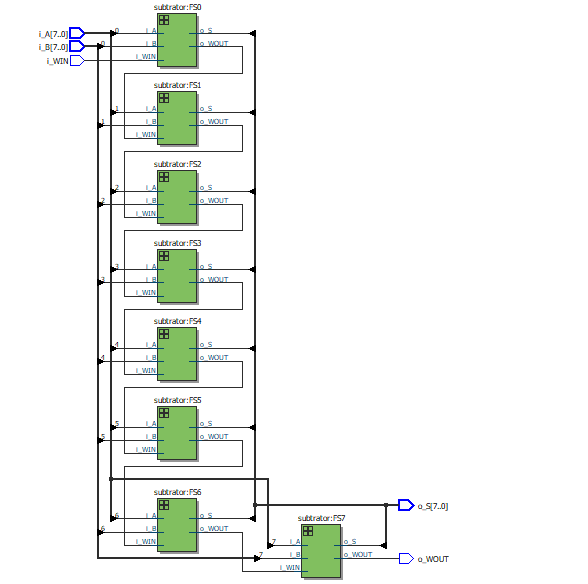 subtrator:FS0
i_A[7..0] 0 i_A o_S
i_B[7..0] 0 i_B o_WOUT
i_WIN i_WIN
subtrator:FS1
1 i_A o_S
1 i_B o_WOUT
i_WIN
subtrator:FS2
2 i_A o_S
2 i_B o_WOUT
i_WIN
subtrator:FS3
3 i_A o_S
3 i_B o_WOUT
i_WIN
subtrator:FS4
4 i_A o_S
4 i_B o_WOUT
i_WIN
subtrator:FS5
5 i_A o_S
5 i_B o_WOUT
i_WIN
subtrator:FS6
6 i_A o_S
6 i_B o_WOUT
i_WIN
o_S[7..0]
subtrator:FS7
7 i_A o_S
7 i_B o_WOUT o_WOUT
i_WIN